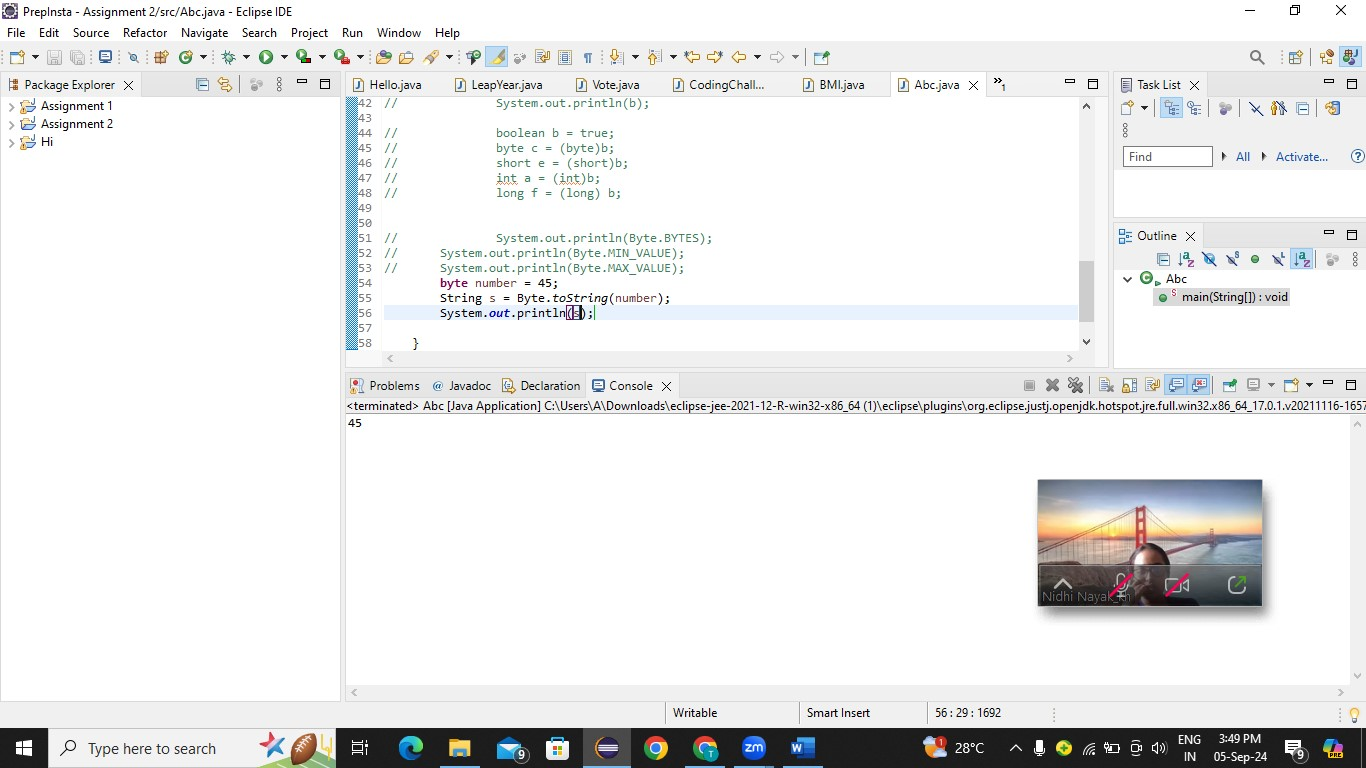 PrepInsta - Assignment 2/src/Abc.java - Eclipse IDE
File Edit Source Refactor Navigate Search Project Run Window Help
Package Explorer
Assignment 1
Assignment 2
Hi
Hello.java LeapYear.java Vote.java CodingChall... BMI.java Abc.java »1
42 // System.out.println(b);
43
44 // boolean b = true;
45 // byte c = (byte)b;
46 // short e = (short)b;
47 // int a = (int)b;
48 // long f = (long) b;
49
50
51 // System.out.println(Byte.BYTES);
52 // System.out.println(Byte.MIN_VALUE);
53 // System.out.println(Byte.MAX_VALUE);
54 byte number = 45;
55 String s = Byte.toString(number);
56 System.out.println(s);
57
58 }
Task List
Find All Activate...
Outline
Abc
main(String[]) : void
Problems @ Javadoc Declaration Console
<terminated> Abc [Java Application] C:\Users\A\Downloads\eclipse-jee-2021-12-R-win32-x86_64 (1)\eclipse\plugins\org.eclipse.justj.openjdk.hotspot.jre.full.win32.x86_64_17.0.1.v20211116-1657
45
Nidhi Nayak_kh
Writable Smart Insert 56 : 29 : 1692
Type here to search
9
zm
W
1
28°C
ENG
IN
3:49 PM
05-Sep-24
9
PRE